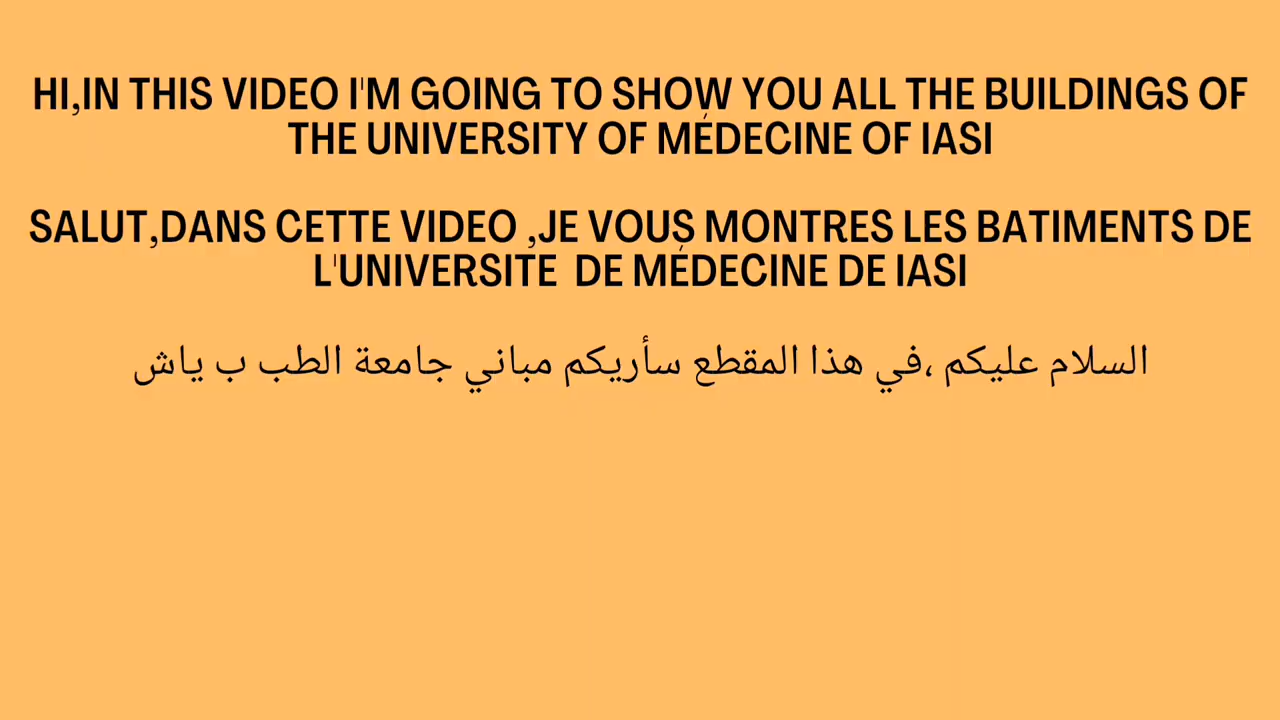 HI,IN THIS VIDEO I'M GOING TO SHOW YOU ALL THE BUILDINGS OF
THE UNIVERSITY OF MÉDECINE OF IASI
SALUT,DANS CETTE VIDEO ,JE VOUS MONTRES LES BATIMENTS DE
L'UNIVERSITE DE MÉDECINE DE IASI
السلام عليكم ،في هذا المقطع سأريكم مباني جامعة الطب ب ياش